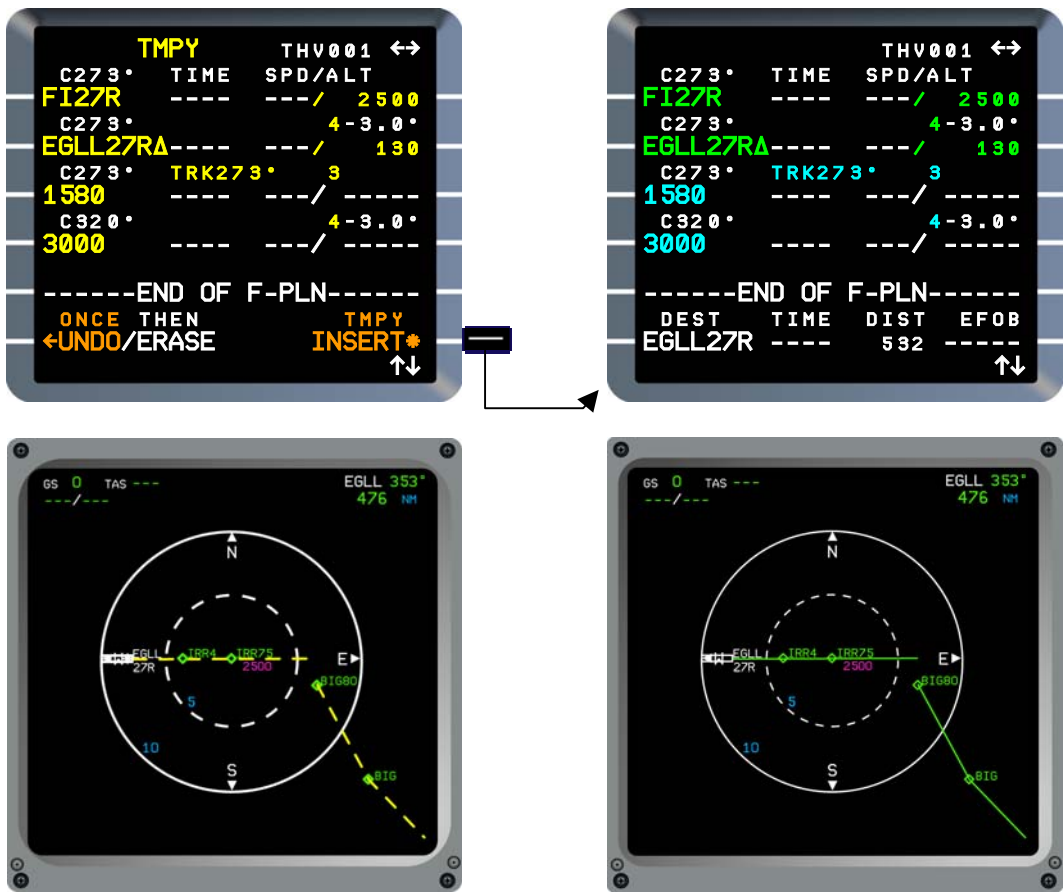 TMPY THV001 ←→
C273° TIME SPD/ALT
FI27R ---- ---/ 2500
C273° 4-3.0°
EGLL27RΔ---- ---/ 130
C273° TRK273° 3
1580 ---- ---/-----
C320° 4-3.0°
3000 ---- ---/-----
------END OF F-PLN------
ONCE THEN TMPY
←UNDO/ERASE INSERT*
↑↓
THV001 ←→
C273° TIME SPD/ALT
FI27R ---- ---/ 2500
C273° 4-3.0°
EGLL27RΔ---- ---/ 130
C273° TRK273° 3
1580 ---- ---/-----
C320° 4-3.0°
3000 ---- ---/-----
------END OF F-PLN------
DEST TIME DIST EFOB
EGLL27R ---- 532 -----
↑↓
GS 0 TAS --- EGLL 353°
---/--- 476 NM
N
EGLL IRR4 IRR75
W E
27R 2500
BIG80
5
10
S
BIG
GS 0 TAS --- EGLL 353°
---/--- 476 NM
N
EGLL IRR4 IRR75
W E
27R 2500
BIG80
5
10
S
BIG